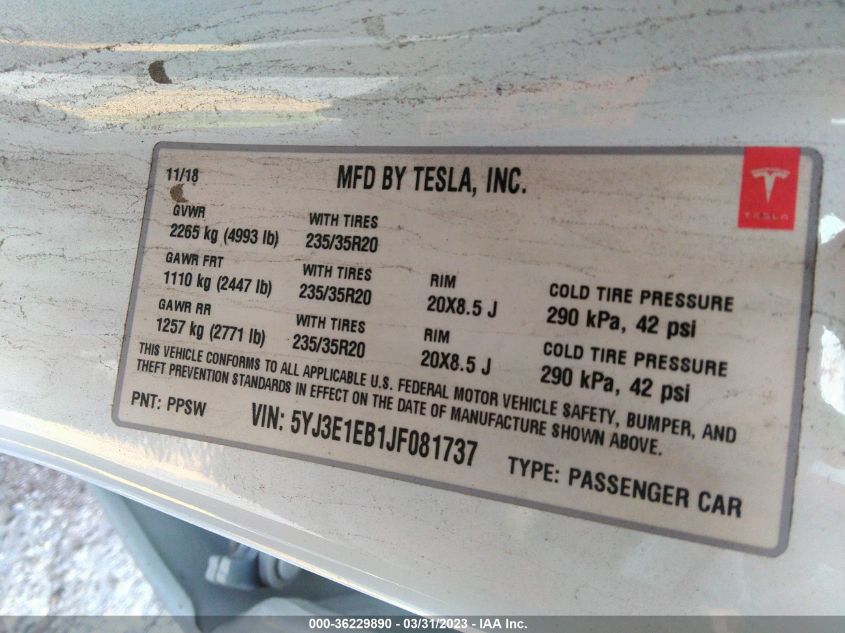 11/18
MFD BY TESLA, INC.
TESLA
GVWR
2265 kg (4993 lb)
WITH TIRES
235/35R20
GAWR FRT
1110 kg (2447 lb)
WITH TIRES
235/35R20
RIM
20X8.5 J
COLD TIRE PRESSURE
290 kPa, 42 psi
GAWR RR
1257 kg (2771 lb)
WITH TIRES
235/35R20
RIM
20X8.5 J
COLD TIRE PRESSURE
290 kPa, 42 psi
THIS VEHICLE CONFORMS TO ALL APPLICABLE U.S. FEDERAL MOTOR VEHICLE SAFETY, BUMPER, AND
THEFT PREVENTION STANDARDS IN EFFECT ON THE DATE OF MANUFACTURE SHOWN ABOVE.
PNT: PPSW
VIN: 5YJ3E1EB1JF081737
TYPE: PASSENGER CAR
000-36229890 - 03/31/2023 - IAA Inc.